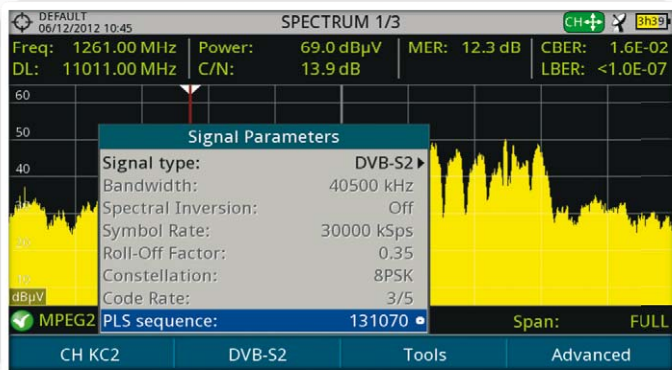 DEFAULT
06/12/2012 10:45
SPECTRUM 1/3
CH
3h39
Freq: 1261.00 MHz
Power: 69.0 dBµV
MER: 12.3 dB
CBER: 1.6E-02
DL: 11011.00 MHz
C/N: 13.9 dB
LBER: <1.0E-07
60
50
40
dBµV
Signal Parameters
Signal type: DVB-S2
Bandwidth: 40500 kHz
Spectral Inversion: Off
Symbol Rate: 30000 kSps
Roll-Off Factor: 0.35
Constellation: 8PSK
Code Rate: 3/5
PLS sequence: 131070
MPEG2
Span: FULL
CH KC2
DVB-S2
Tools
Advanced